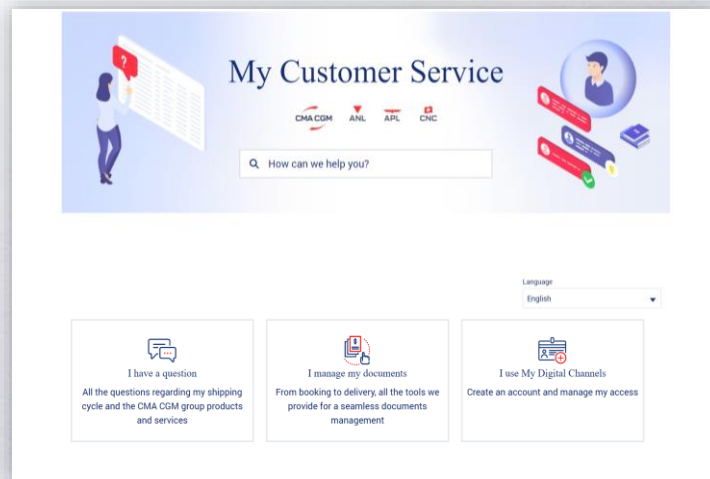 My Customer Service
CMA CGM ANL APL CNC
How can we help you?
Language
English
I have a question
All the questions regarding my shipping
cycle and the CMA CGM group products
and services
I manage my documents
From booking to delivery, all the tools we
provide for a seamless documents
management
I use My Digital Channels
Create an account and manage my access